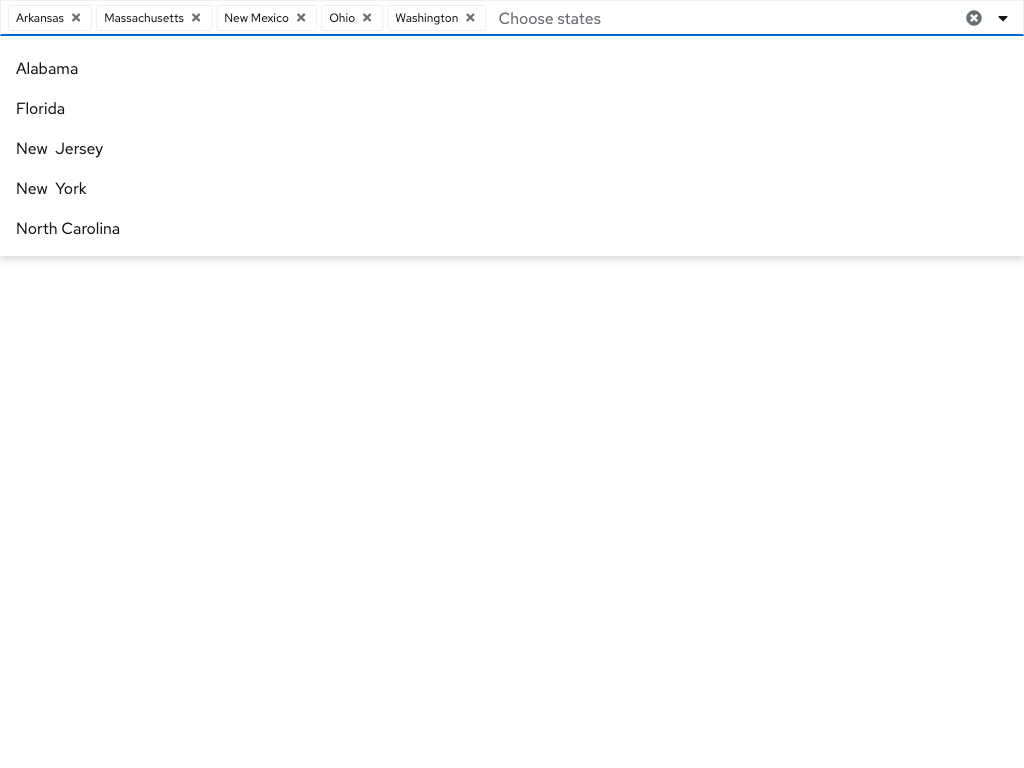 Arkansas Massachusetts New Mexico Ohio Washington Choose states
Alabama
Florida
New Jersey
New York
North Carolina